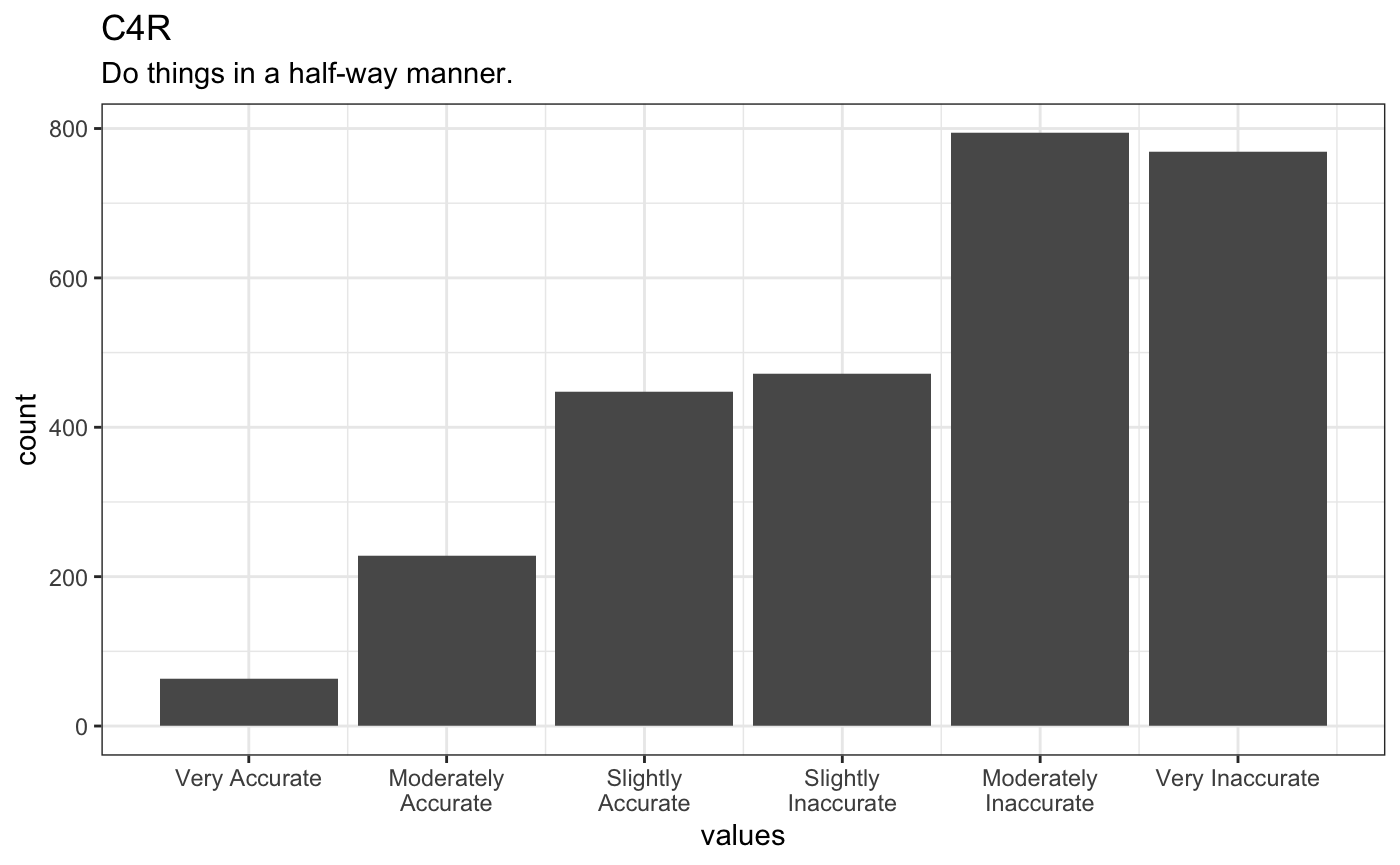 C4R
Do things in a half-way manner.
800
600
400
200
0
count
Very Accurate
Moderately
Accurate
Slightly
Accurate
Slightly
Inaccurate
Moderately
Inaccurate
Very Inaccurate
values